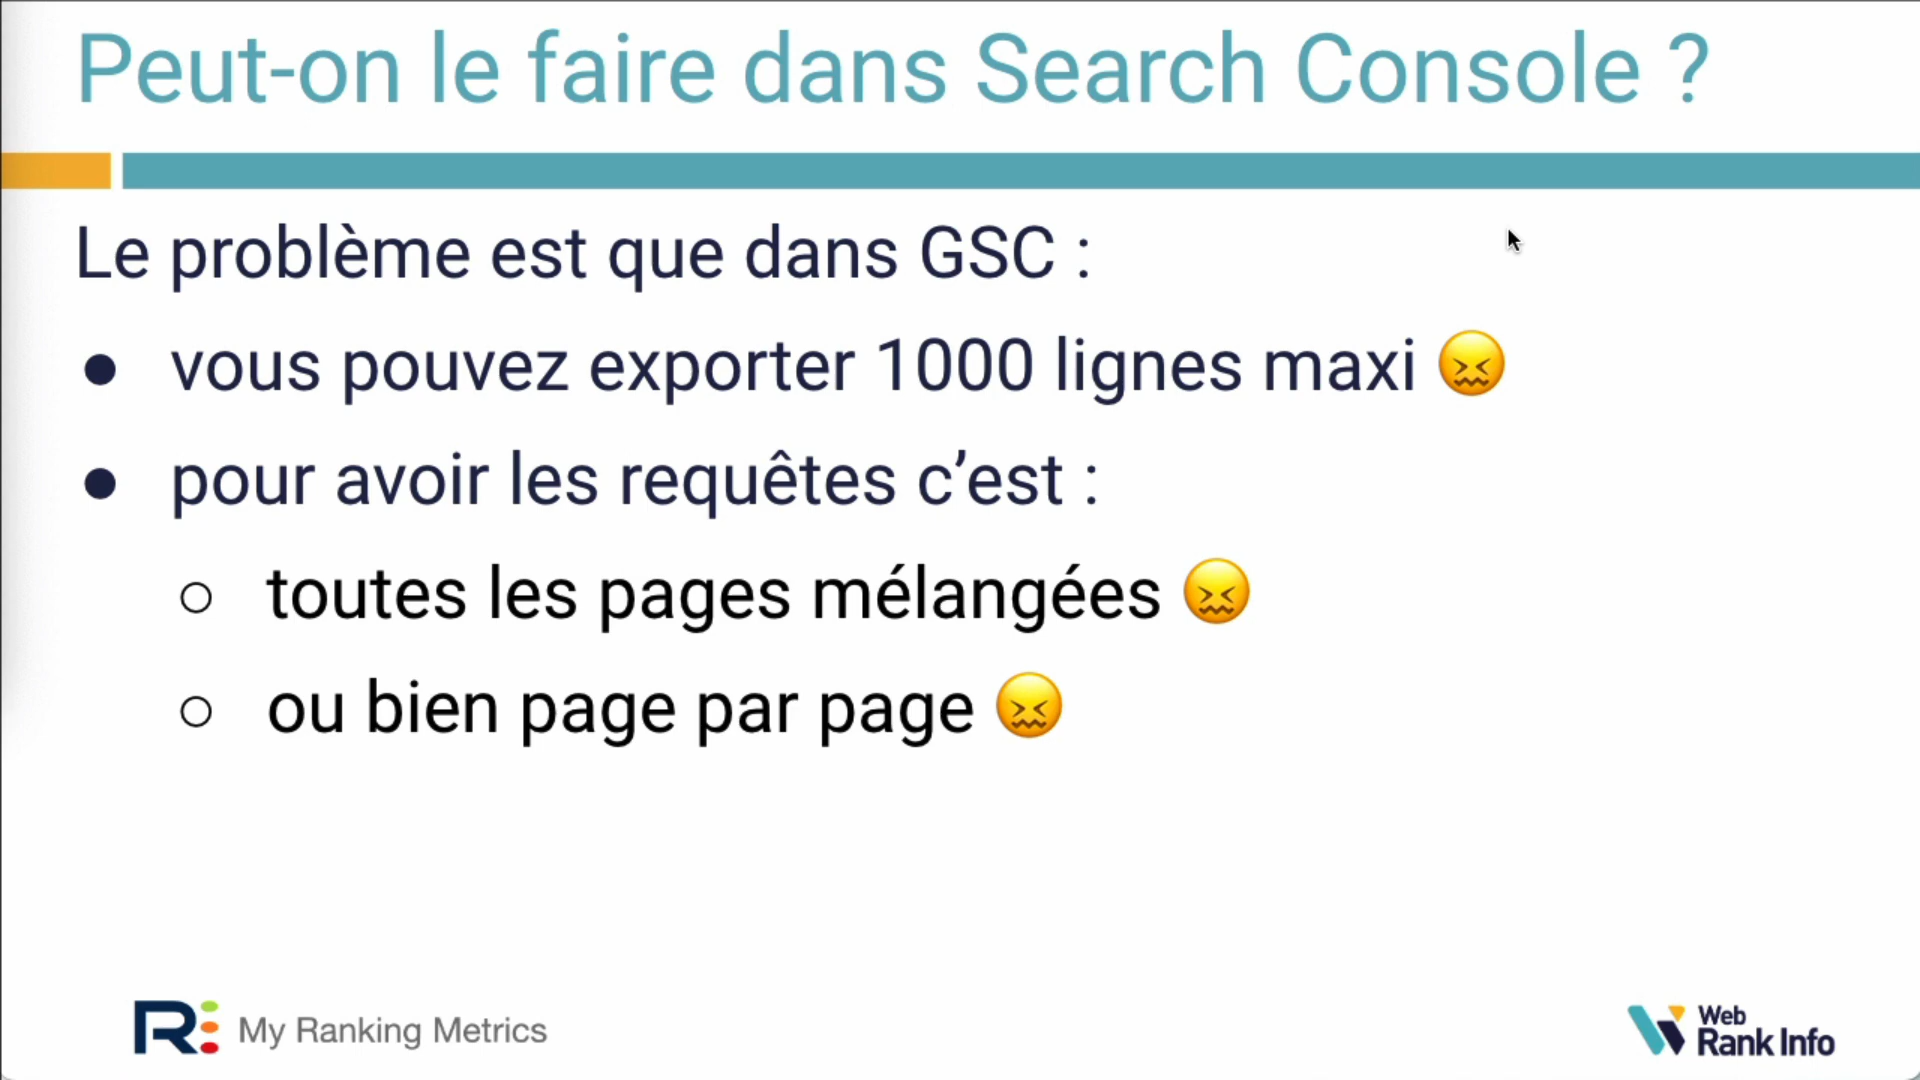 Peut-on le faire dans Search Console ?
Le problème est que dans GSC :
● vous pouvez exporter 1000 lignes maxi 😖
● pour avoir les requêtes c’est :
○ toutes les pages mélangées 😖
○ ou bien page par page 😖
My Ranking Metrics
Web
Rank Info